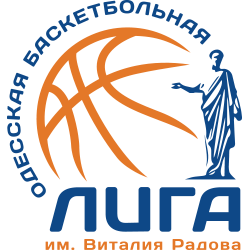 ОДЕССКАЯ БАСКЕТБОЛЬНАЯ
ЛИГА
им. Виталия Радова